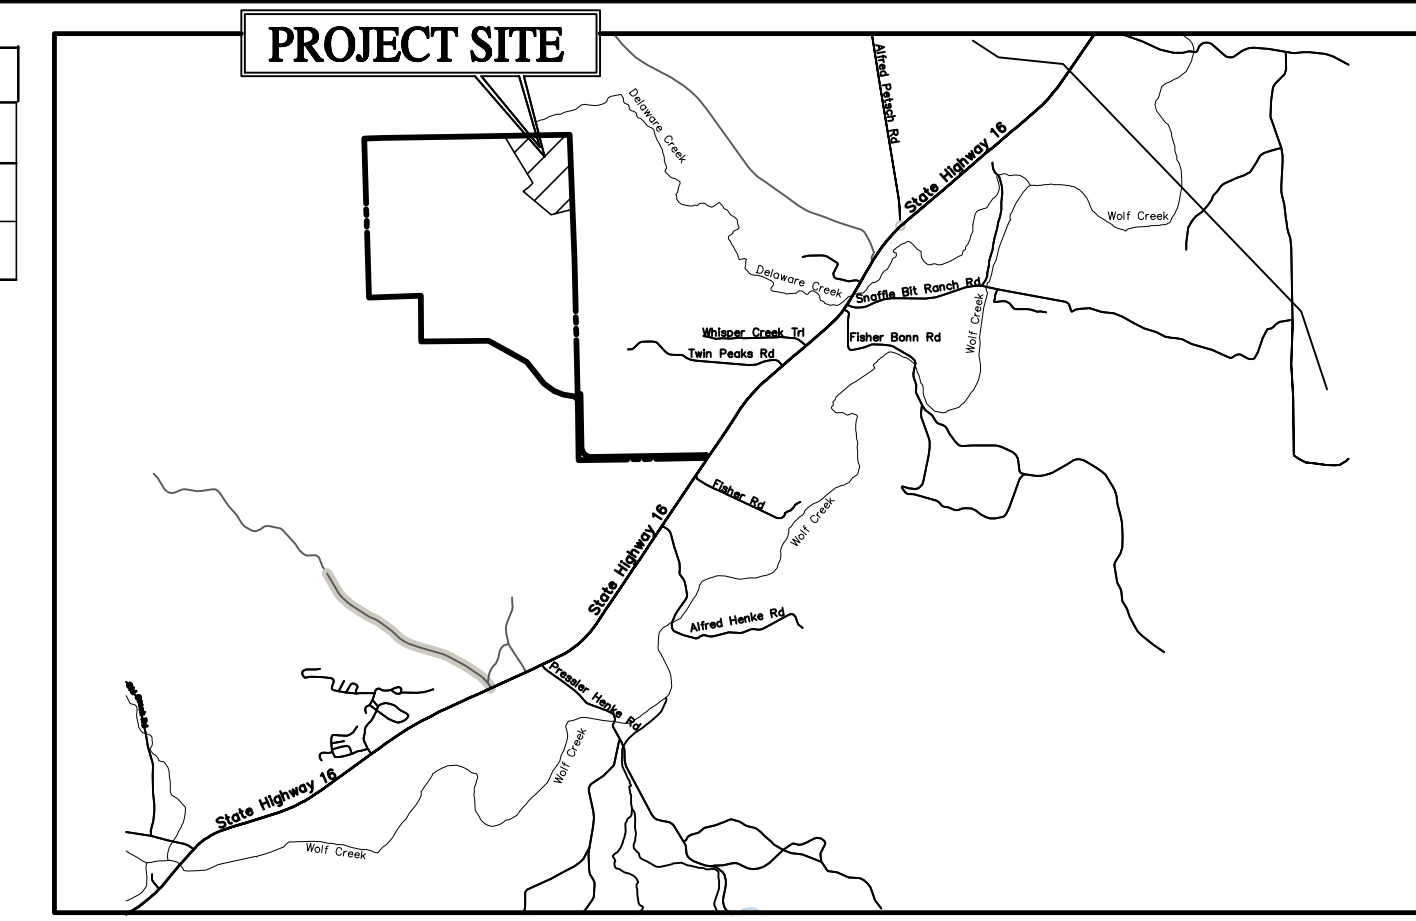 PROJECT SITE
Alfred Petsch Rd
Delaware Creek
State Highway 16
Wolf Creek
Delaware Creek
Snaffle Bit Ranch Rd
Wolf Creek
Whisper Creek Trl
Fisher Bonn Rd
Twin Peaks Rd
Fisher Rd
Wolf Creek
State Highway 16
Alfred Henke Rd
Pressler Henke Rd
Wolf Creek
State Highway 16
Wolf Creek